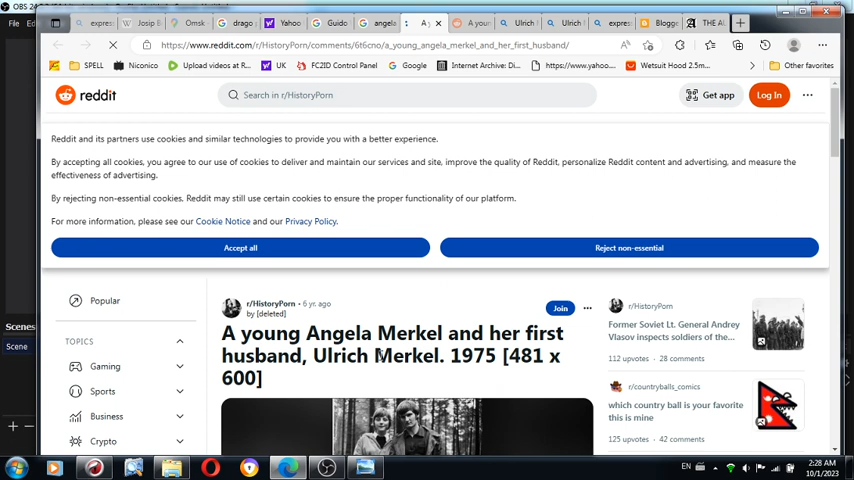 OBS 24
File
express
Josip B
Omsk -
drago
Yahoo
Guido
angela
A y
A your
Ulrich M
Ulrich M
express
Blogge
THE AL
https://www.reddit.com/r/HistoryPorn/comments/6t6cno/a_young_angela_merkel_and_her_first_husband/
SPELL
Niconico
Upload videos at r...
UK
FC2ID Control Panel
Google
Internet Archive: Di...
https://www.yahoo....
Wetsuit Hood 2.5m...
Other favorites
reddit
Search in r/HistoryPorn
Get app
Log In
Reddit and its partners use cookies and similar technologies to provide you with a better experience.
By accepting all cookies, you agree to our use of cookies to deliver and maintain our services and site, improve the quality of Reddit, personalize Reddit content and advertising, and measure the
effectiveness of advertising.
By rejecting non-essential cookies, Reddit may still use certain cookies to ensure the proper functionality of our platform.
For more information, please see our Cookie Notice and our Privacy Policy.
Accept all
Reject non-essential
Popular
TOPICS
Gaming
Sports
Business
Crypto
r/HistoryPorn • 6 yr. ago
by [deleted]
Join
A young Angela Merkel and her first
husband, Ulrich Merkel. 1975 [481 x
600]
r/HistoryPorn
Former Soviet Lt. General Andrey
Vlasov inspects soldiers of the...
112 upvotes · 28 comments
r/countryballs_comics
which country ball is your favorite
this is mine
125 upvotes · 42 comments
Scenes
Scene
EN
2:28 AM
10/1/2023